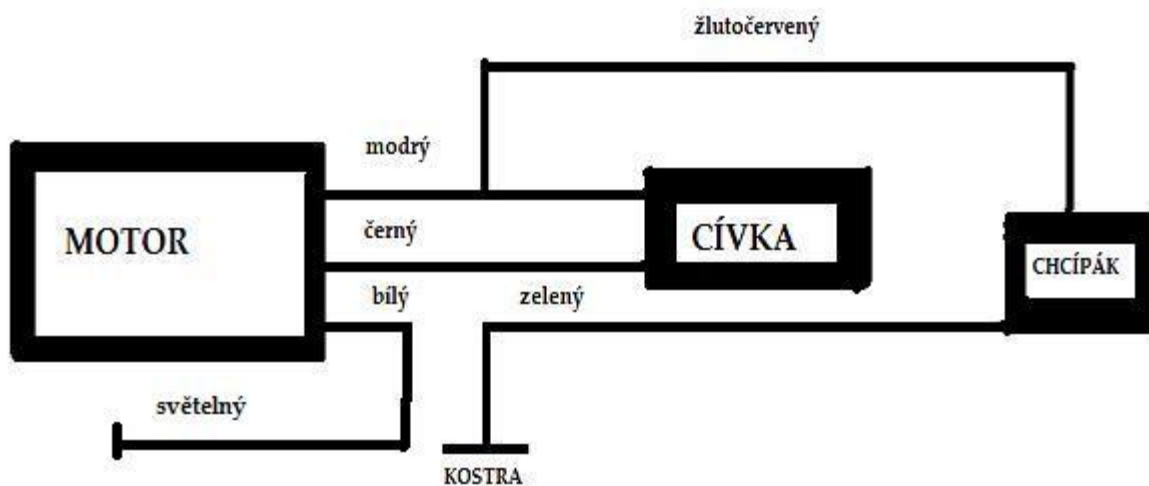 žlutočervený
modrý
MOTOR
černý
CÍVKA
CHCÍPÁK
bílý
zelený
světelný
KOSTRA